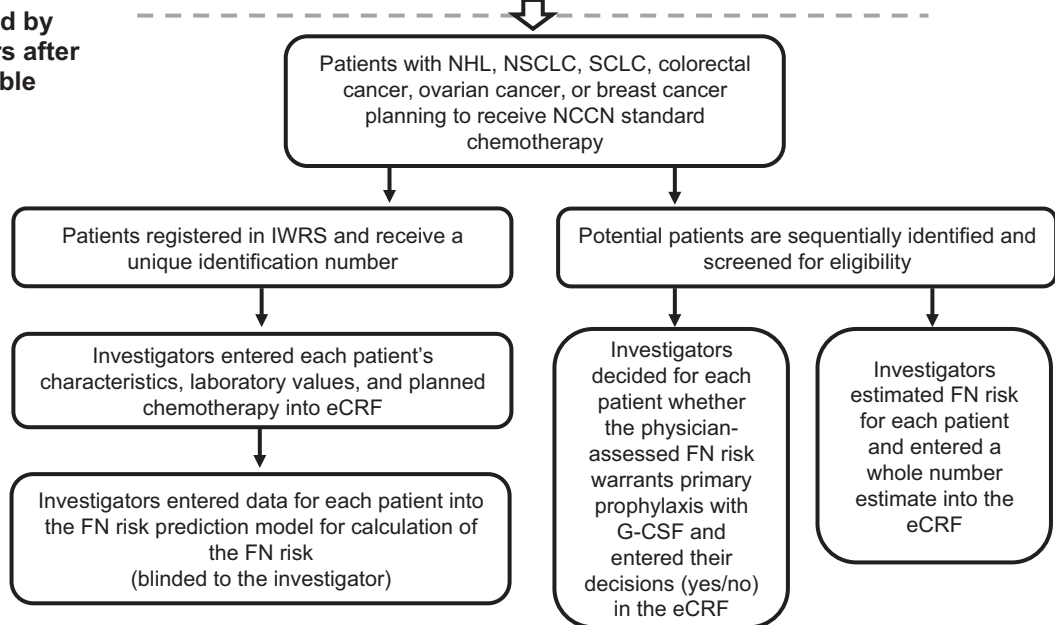 d by
rs after
ble
Patients with NHL, NSCLC, SCLC, colorectal
cancer, ovarian cancer, or breast cancer
planning to receive NCCN standard
chemotherapy
Patients registered in IWRS and receive a
unique identification number
Potential patients are sequentially identified and
screened for eligibility
Investigators entered each patient’s
characteristics, laboratory values, and planned
chemotherapy into eCRF
Investigators entered data for each patient into
the FN risk prediction model for calculation of
the FN risk
(blinded to the investigator)
Investigators
decided for each
patient whether
the physician-
assessed FN risk
warrants primary
prophylaxis with
G-CSF and
entered their
decisions (yes/no)
in the eCRF
Investigators
estimated FN risk
for each patient
and entered a
whole number
estimate into the
eCRF